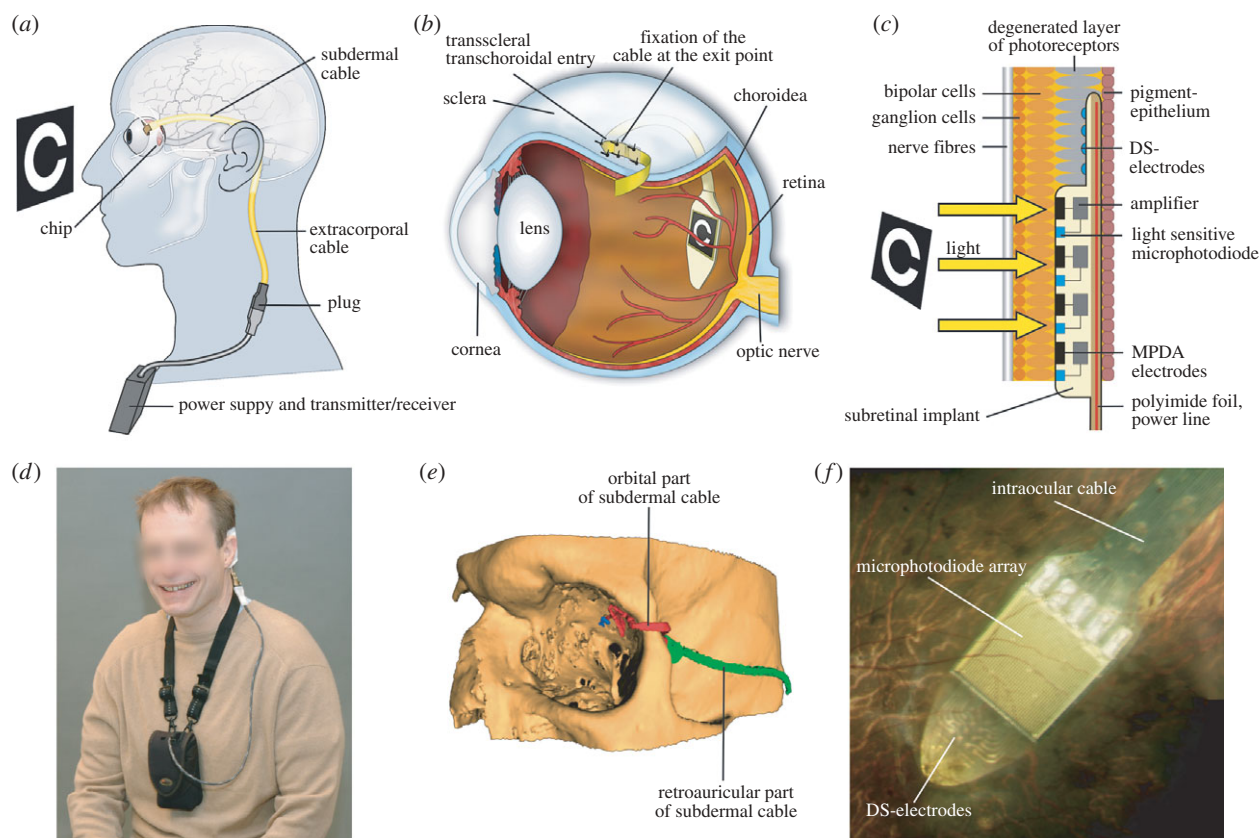 (a)
subdermal
cable
C
chip
extracorporal
cable
plug
power suppy and transmitter/receiver
(b)
transscleral
transchoroidal entry
fixation of the
cable at the exit point
sclera
choroidea
retina
lens
C
cornea
optic nerve
(c)
degenerated layer
of photoreceptors
bipolar cells
ganglion cells
nerve fibres
pigment-
epithelium
DS-
electrodes
amplifier
light sensitive
microphotodiode
light
C
MPDA
electrodes
subretinal implant
polyimide foil,
power line
(d)
(e)
orbital part
of subdermal cable
retroauricular part
of subdermal cable
(f)
intraocular cable
microphotodiode array
DS-electrodes